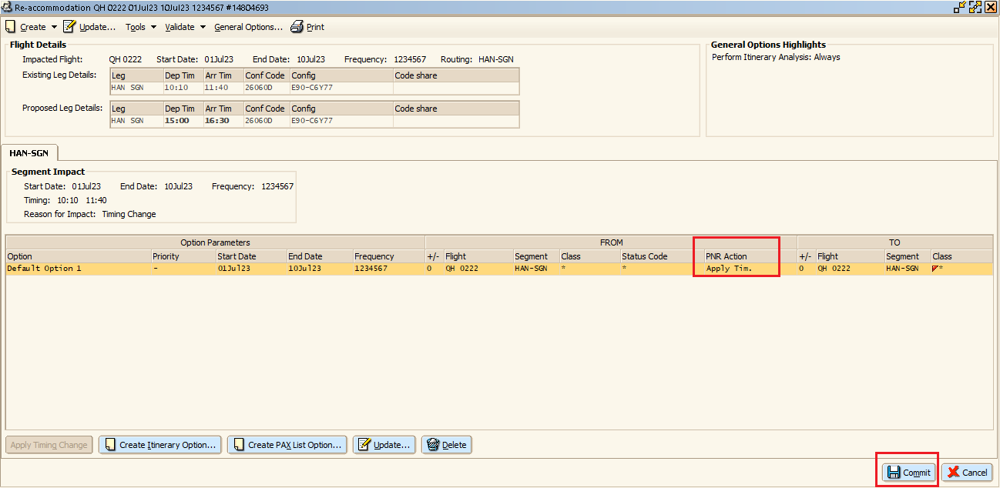 Re-accommodation QH 0222 01Jul23 10Jul23 1234567 #14804693
Create Update... Tools Validate General Options... Print
Flight Details
Impacted Flight: QH 0222 Start Date: 01Jul23 End Date: 10Jul23 Frequency: 1234567 Routing: HAN-SGN
Existing Leg Details:
Leg Dep Tim Arr Tim Conf Code Config Code share
HAN SGN 10:10 11:40 26060D E90-C6Y77
Proposed Leg Details:
Leg Dep Tim Arr Tim Conf Code Config Code share
HAN SGN 15:00 16:30 26060D E90-C6Y77
General Options Highlights
Perform Itinerary Analysis: Always
HAN-SGN
Segment Impact
Start Date: 01Jul23 End Date: 10Jul23 Frequency: 1234567
Timing: 10:10 11:40
Reason for Impact: Timing Change
Option Parameters FROM TO
Option Priority Start Date End Date Frequency +/- Flight Segment Class Status Code PNR Action +/- Flight Segment Class
Default Option 1 - 01Jul23 10Jul23 1234567 0 QH 0222 HAN-SGN * * Apply Tim. 0 QH 0222 HAN-SGN *
Apply Timing Change Create Itinerary Option... Create PAX List Option... Update... Delete
Commit Cancel